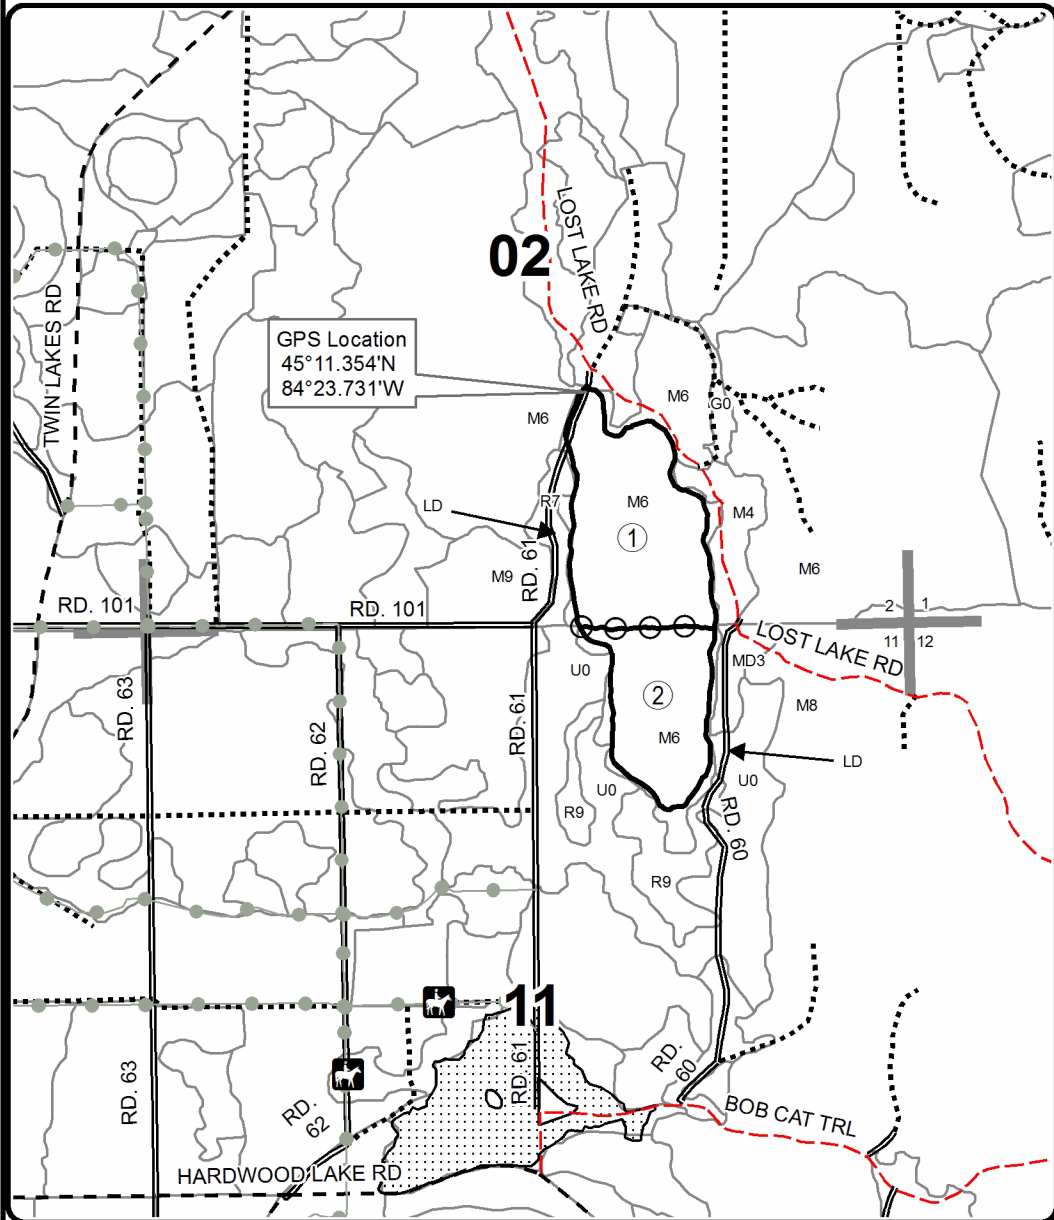 LOST LAKE RD
02
TWIN LAKES RD
GPS Location
45°11.354'N
84°23.731'W
M6
G0
M6
R7
M6
LD
M4
1
M6
M9
RD. 61
RD. 101
RD. 101
2
1
11
12
LOST LAKE RD
U0
MD3
RD. 63
RD. 62
RD. 61
2
M8
M6
LD
U0
U0
R9
RD. 60
R9
11
RD. 61
RD.
60
RD. 63
RD.
62
BOB CAT TRL
HARDWOOD LAKE RD